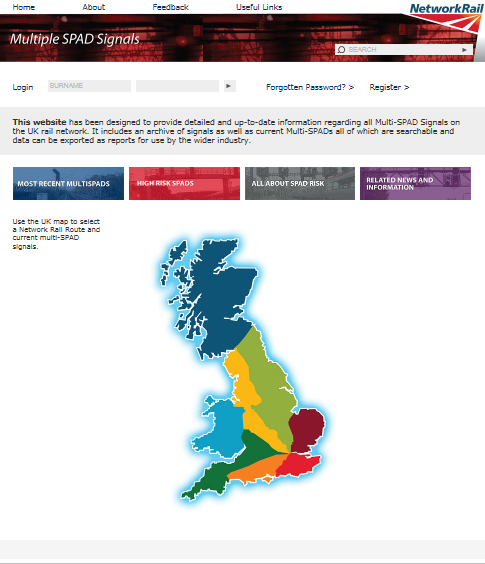 Home About Feedback Useful Links
NetworkRail
Multiple SPAD Signals
SEARCH
Login SURNAME Forgotten Password? > Register >
This website has been designed to provide detailed and up-to-date information regarding all Multi-SPAD Signals on
the UK rail network. It includes an archive of signals as well as current Multi-SPADs all of which are searchable and
data can be exported as reports for use by the wider industry.
MOST RECENT MULTISPADS
HIGH RISK SPADS
ALL ABOUT SPAD RISK
RELATED NEWS AND
INFORMATION
Use the UK map to select
a Network Rail Route and
current multi-SPAD
signals.